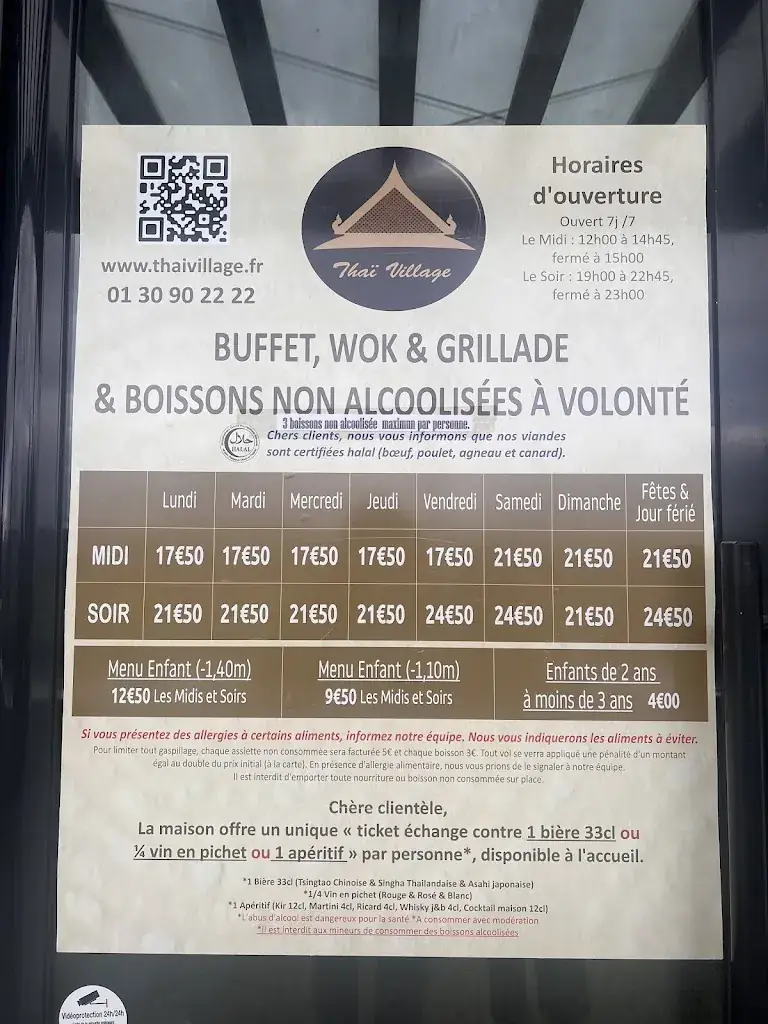 Thaï Village
www.thaivillage.fr
01 30 90 22 22
Horaires
d'ouverture
Ouvert 7j /7
Le Midi : 12h00 à 14h45,
fermé à 15h00
Le Soir : 19h00 à 22h45,
fermé à 23h00
BUFFET, WOK & GRILLADE
& BOISSONS NON ALCOOLISÉES À VOLONTÉ
3 boissons non alcoolisée maximun par personne.
حلال
HALAL
Chers clients, nous vous informons que nos viandes
sont certifiées halal (bœuf, poulet, agneau et canard).
Lundi Mardi Mercredi Jeudi Vendredi Samedi Dimanche Fêtes &
Jour férié
MIDI 17€50 17€50 17€50 17€50 17€50 21€50 21€50 21€50
SOIR 21€50 21€50 21€50 21€50 24€50 24€50 21€50 24€50
Menu Enfant (-1,40m)
12€50 Les Midis et Soirs
Menu Enfant (-1,10m)
9€50 Les Midis et Soirs
Enfants de 2 ans
à moins de 3 ans 4€00
Si vous présentez des allergies à certains aliments, informez notre équipe. Nous vous indiquerons les aliments à éviter.
Pour limiter tout gaspillage, chaque assiette non consommée sera facturée 5€ et chaque boisson 3€. Tout vol se verra appliqué une pénalité d'un montant
égal au double du prix initial (à la carte). En présence d'allergie alimentaire, nous vous prions de le signaler à notre équipe.
Il est interdit d'emporter toute nourriture ou boisson non consommée sur place.
Chère clientèle,
La maison offre un unique « ticket échange contre 1 bière 33cl ou
¼ vin en pichet ou 1 apéritif » par personne*, disponible à l'accueil.
*1 Bière 33cl (Tsingtao Chinoise & Singha Thaïlandaise & Asahi japonaise)
*1/4 Vin en pichet (Rouge & Rosé & Blanc)
*1 Apéritif (Kir 12cl, Martini 4cl, Ricard 4cl, Whisky j&b 4cl, Cocktail maison 12cl)
*L'abus d'alcool est dangereux pour la santé *A consommer avec modération
*Il est interdit aux mineurs de consommer des boissons alcoolisées
Vidéoprotection 24h/24h